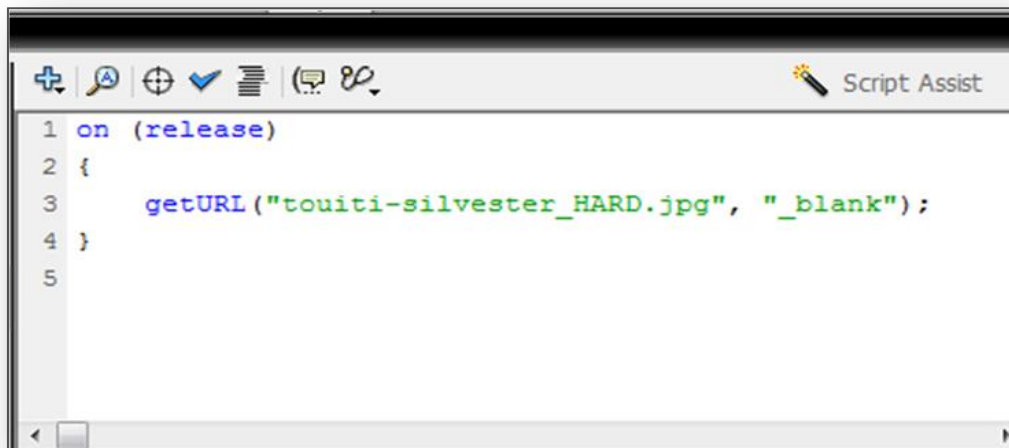 Script Assist
1 on (release)
2 {
3 getURL("touiti-silvester_HARD.jpg", "_blank");
4 }
5